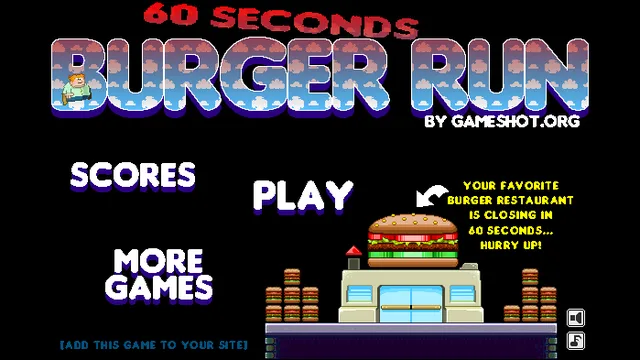 60 SECONDS
BURGER RUN
BY GAMESHOT.ORG
SCORES
PLAY
YOUR FAVORITE
BURGER RESTAURANT
IS CLOSING IN
60 SECONDS...
HURRY UP!
MORE
GAMES
[ADD THIS GAME TO YOUR SITE]